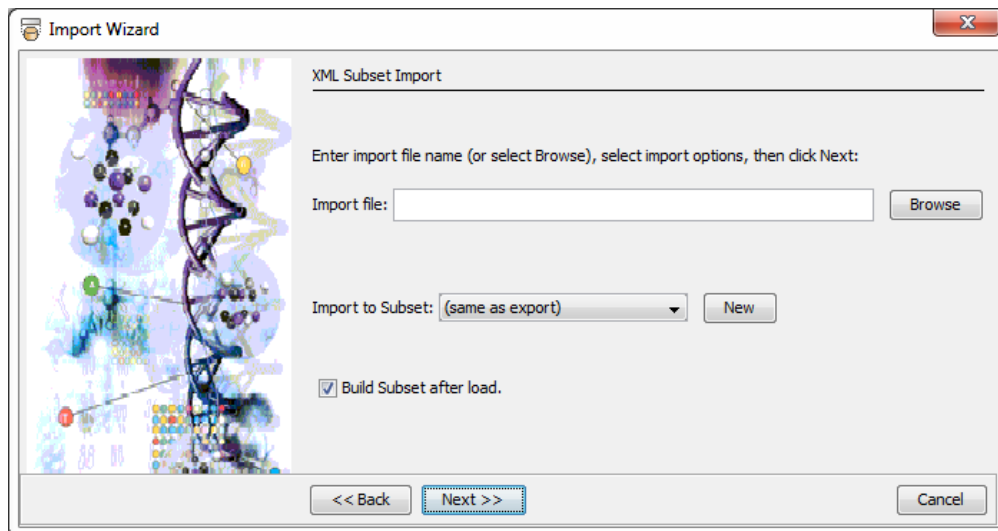 Import Wizard
XML Subset Import
Enter import file name (or select Browse), select import options, then click Next:
Import file:
Browse
Import to Subset: (same as export)
New
Build Subset after load.
<< Back
Next >>
Cancel